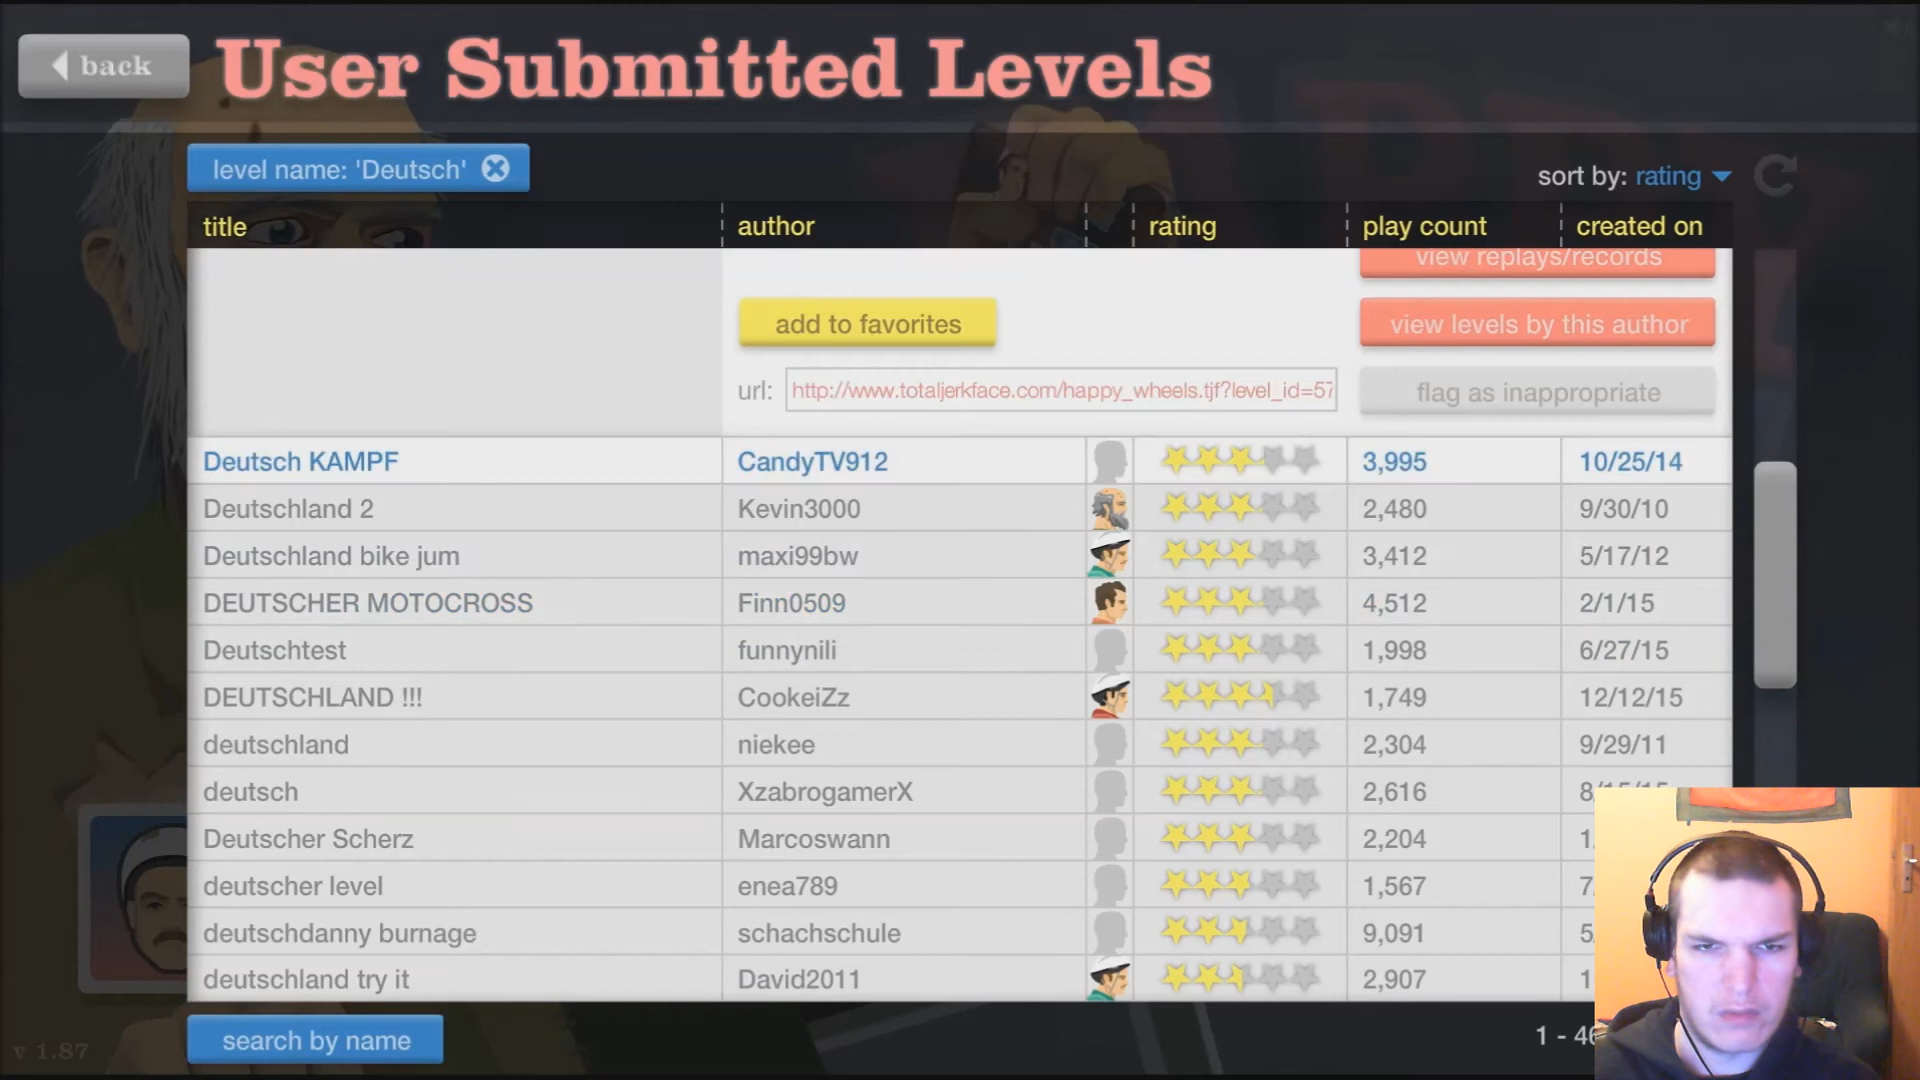 back
User Submitted Levels
level name: 'Deutsch'
sort by: rating
title author rating play count created on
view replays/records
add to favorites view levels by this author
url: http://www.totaljerkface.com/happy_wheels.tjf?level_id=57 flag as inappropriate
Deutsch KAMPF CandyTV912 3,995 10/25/14
Deutschland 2 Kevin3000 2,480 9/30/10
Deutschland bike jum maxi99bw 3,412 5/17/12
DEUTSCHER MOTOCROSS Finn0509 4,512 2/1/15
Deutschtest funnynili 1,998 6/27/15
DEUTSCHLAND !!! CookeiZz 1,749 12/12/15
deutschland niekee 2,304 9/29/11
deutsch XzabrogamerX 2,616
Deutscher Scherz Marcoswann 2,204 1
deutscher level enea789 1,567 7
deutschdanny burnage schachschule 9,091 5
deutschland try it David2011 2,907 1
search by name 1 - 46
v 1.87